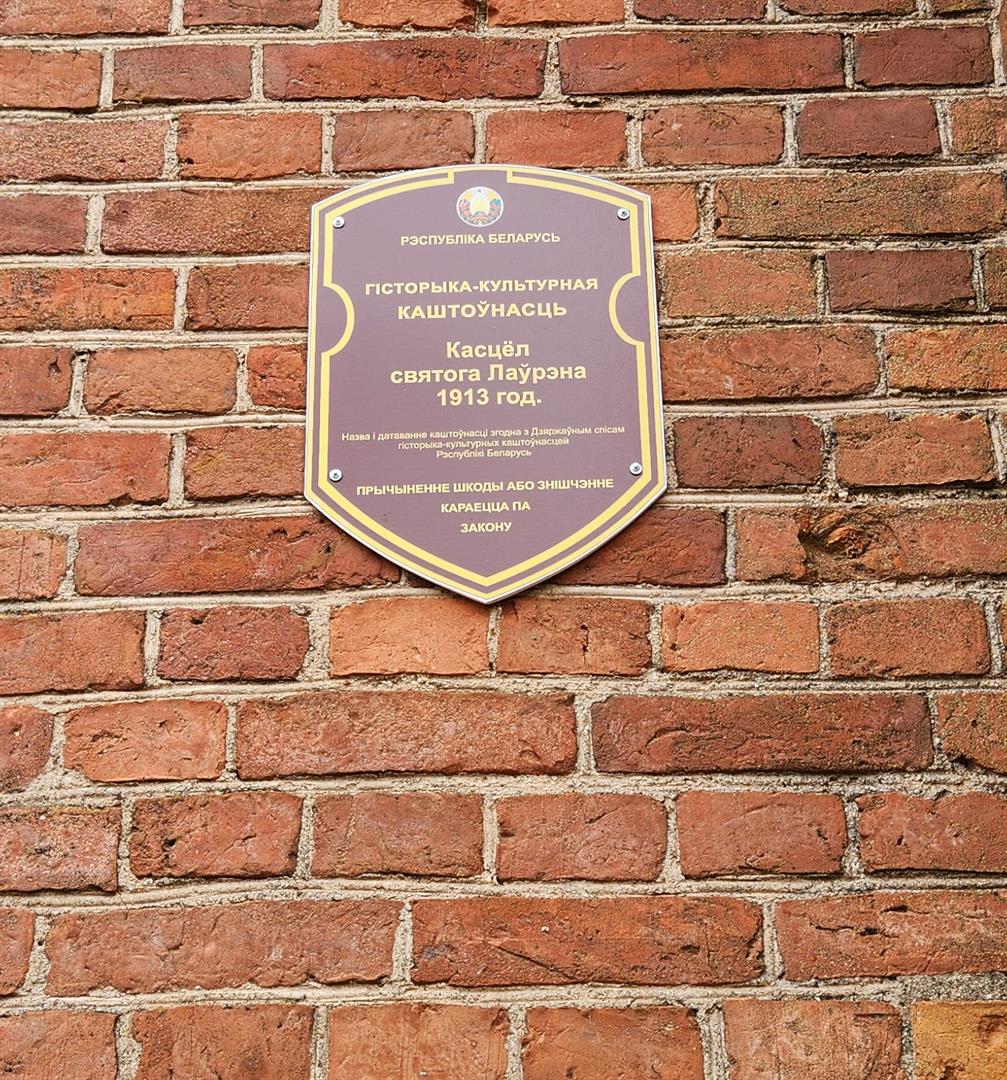 РЭСПУБЛІКА БЕЛАРУСЬ
ГІСТОРЫКА-КУЛЬТУРНАЯ
КАШТОЎНАСЦЬ
Касцёл
святога Лаўрэна
1913 год.
Назва і датаванне каштоўнасці згодна з Дзяржаўным спісам
гісторыка-культурных каштоўнасцей
Рэспублікі Беларусь
ПРЫЧЫНЕННЕ ШКОДЫ АБО ЗНІШЧЭННЕ
КАРАЕЦЦА ПА
ЗАКОНУ